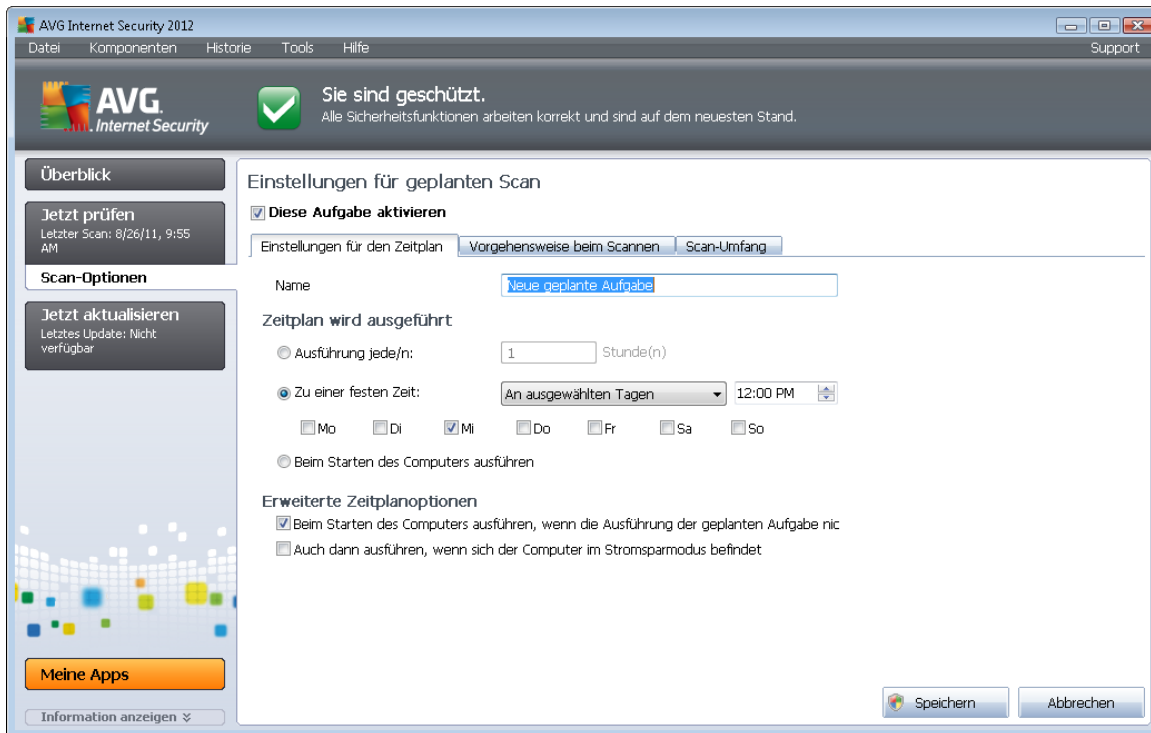 AVG Internet Security 2012
Datei Komponenten Historie Tools Hilfe Support
AVG.
Internet Security
Sie sind geschützt.
Alle Sicherheitsfunktionen arbeiten korrekt und sind auf dem neuesten Stand.
Überblick
Jetzt prüfen
Letzter Scan: 8/26/11, 9:55
AM
Scan-Optionen
Jetzt aktualisieren
Letztes Update: Nicht
verfügbar
Meine Apps
Information anzeigen
Einstellungen für geplanten Scan
Diese Aufgabe aktivieren
Einstellungen für den Zeitplan Vorgehensweise beim Scannen Scan-Umfang
Name Neue geplante Aufgabe
Zeitplan wird ausgeführt
Ausführung jede/n: 1 Stunde(n)
Zu einer festen Zeit: An ausgewählten Tagen 12:00 PM
Mo Di Mi Do Fr Sa So
Beim Starten des Computers ausführen
Erweiterte Zeitplanoptionen
Beim Starten des Computers ausführen, wenn die Ausführung der geplanten Aufgabe nic
Auch dann ausführen, wenn sich der Computer im Stromsparmodus befindet
Speichern Abbrechen